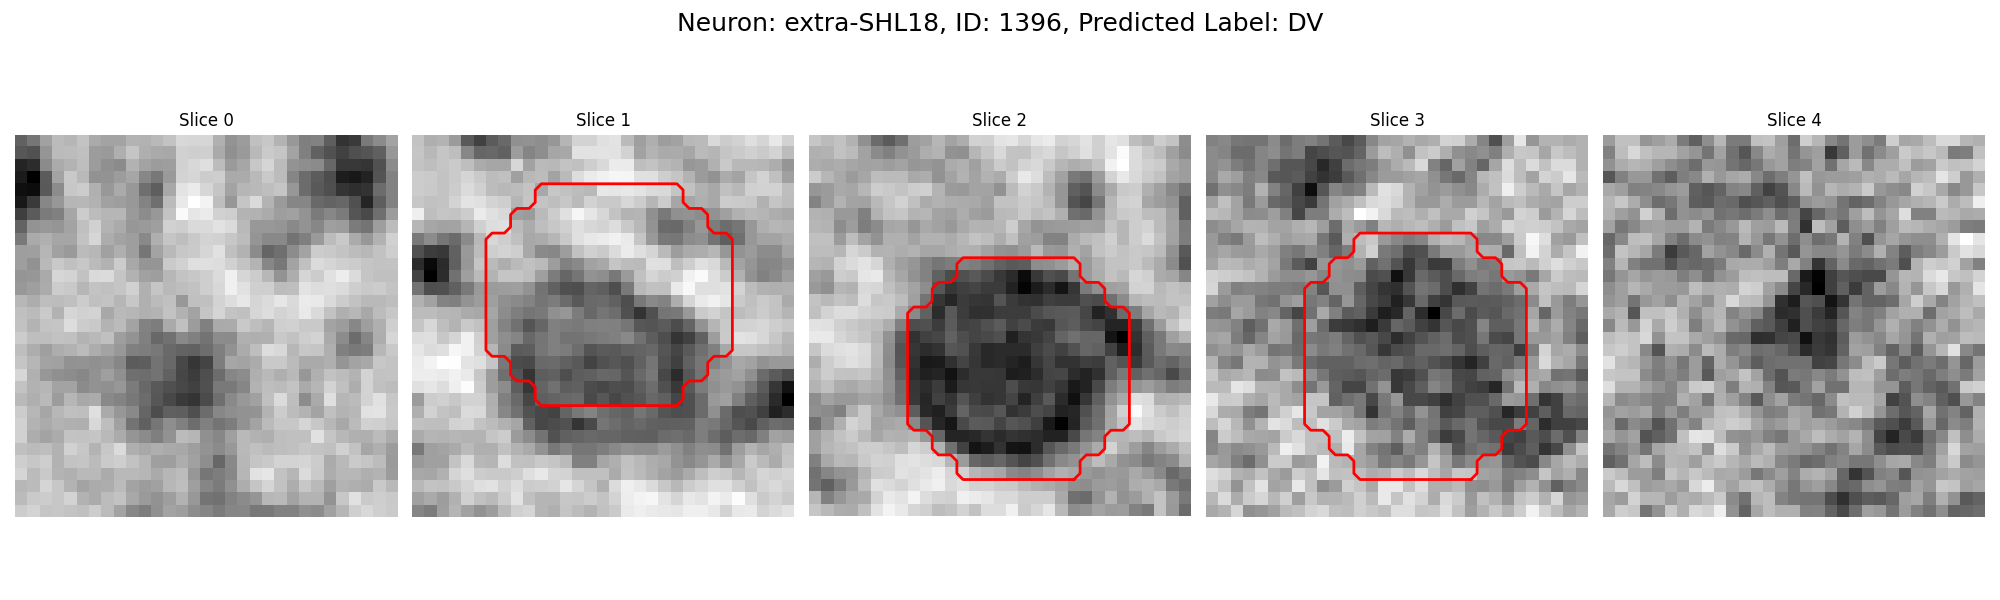 Neuron: extra-SHL18, ID: 1396, Predicted Label: DV
Slice 0
Slice 1
Slice 2
Slice 3
Slice 4